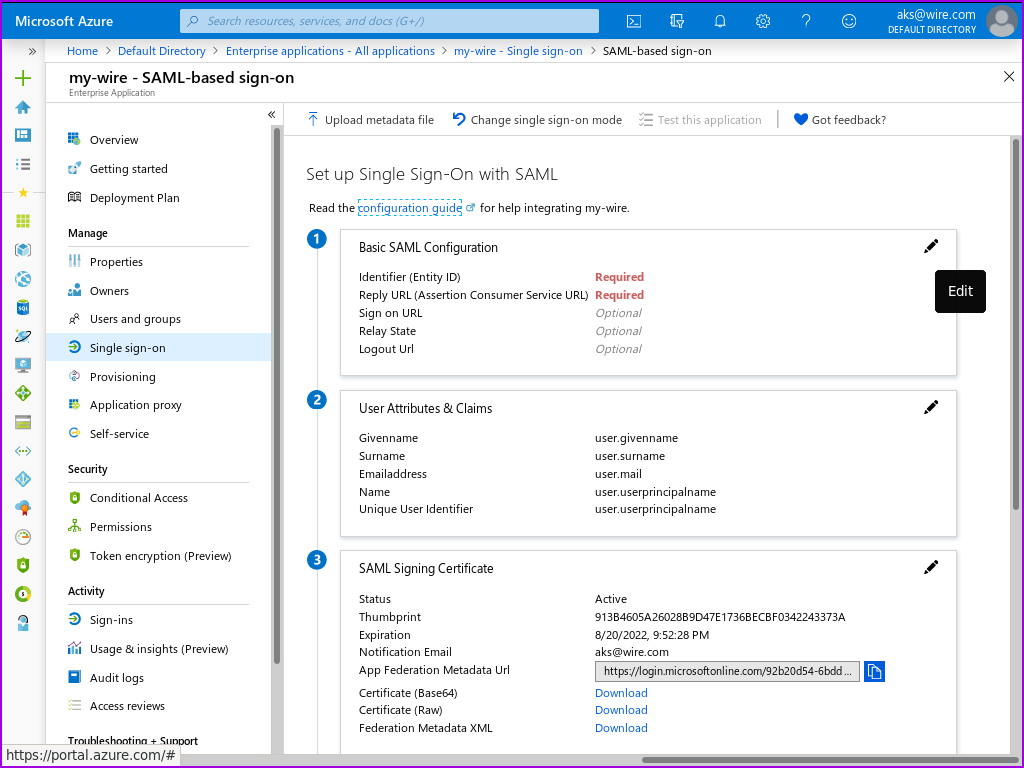 Microsoft Azure
Search resources, services, and docs (G+/)
aks@wire.com
DEFAULT DIRECTORY
Home > Default Directory > Enterprise applications - All applications > my-wire - Single sign-on > SAML-based sign-on
my-wire - SAML-based sign-on
Enterprise Application
Overview
Getting started
Deployment Plan
Manage
Properties
Owners
Users and groups
Single sign-on
Provisioning
Application proxy
Self-service
Security
Conditional Access
Permissions
Token encryption (Preview)
Activity
Sign-ins
Usage & insights (Preview)
Audit logs
Access reviews
Troubleshooting + Support
https://portal.azure.com/#
Upload metadata file Change single sign-on mode Test this application Got feedback?
Set up Single Sign-On with SAML
Read the configuration guide for help integrating my-wire.
1
Basic SAML Configuration
Identifier (Entity ID) Required
Reply URL (Assertion Consumer Service URL) Required
Sign on URL Optional
Relay State Optional
Logout Url Optional
Edit
2
User Attributes & Claims
Givenname user.givenname
Surname user.surname
Emailaddress user.mail
Name user.userprincipalname
Unique User Identifier user.userprincipalname
3
SAML Signing Certificate
Status Active
Thumbprint 913B4605A26028B9D47E1736BECBF0342243373A
Expiration 8/20/2022, 9:52:28 PM
Notification Email aks@wire.com
App Federation Metadata Url https://login.microsoftonline.com/92b20d54-6bdd ...
Certificate (Base64) Download
Certificate (Raw) Download
Federation Metadata XML Download